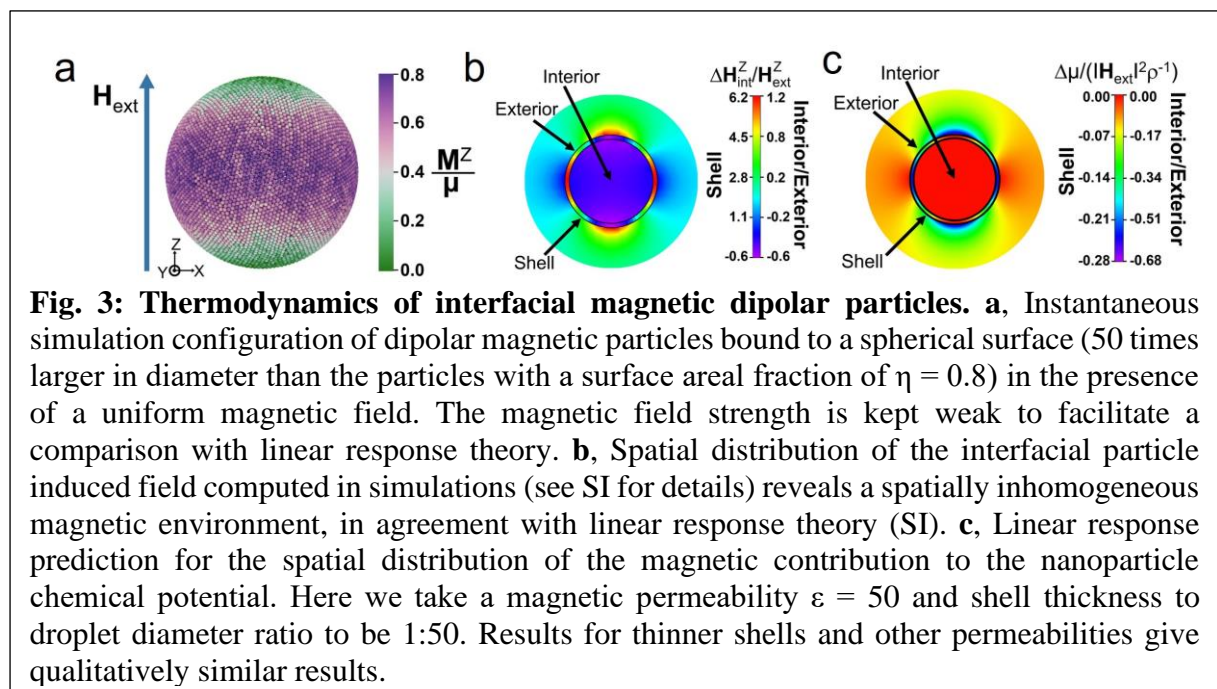 a
H_ext
Z
Y
X
0.8
0.6
0.4
0.2
0.0
M^Z
μ
b
Interior
Exterior
Shell
ΔH^Z_int/H^Z_ext
6.2 1.2
4.5 0.8
2.8 0.3
1.1 -0.2
-0.6 -0.6
Shell
Interior/Exterior
c
Interior
Exterior
Shell
Δμ/(|H_ext|²ρ⁻¹)
0.00 0.00
-0.07 -0.17
-0.14 -0.34
-0.21 -0.51
-0.28 -0.68
Shell
Interior/Exterior
Fig. 3: Thermodynamics of interfacial magnetic dipolar particles. a, Instantaneous
simulation configuration of dipolar magnetic particles bound to a spherical surface (50 times
larger in diameter than the particles with a surface areal fraction of η = 0.8) in the presence
of a uniform magnetic field. The magnetic field strength is kept weak to facilitate a
comparison with linear response theory. b, Spatial distribution of the interfacial particle
induced field computed in simulations (see SI for details) reveals a spatially inhomogeneous
magnetic environment, in agreement with linear response theory (SI). c, Linear response
prediction for the spatial distribution of the magnetic contribution to the nanoparticle
chemical potential. Here we take a magnetic permeability ε = 50 and shell thickness to
droplet diameter ratio to be 1:50. Results for thinner shells and other permeabilities give
qualitatively similar results.